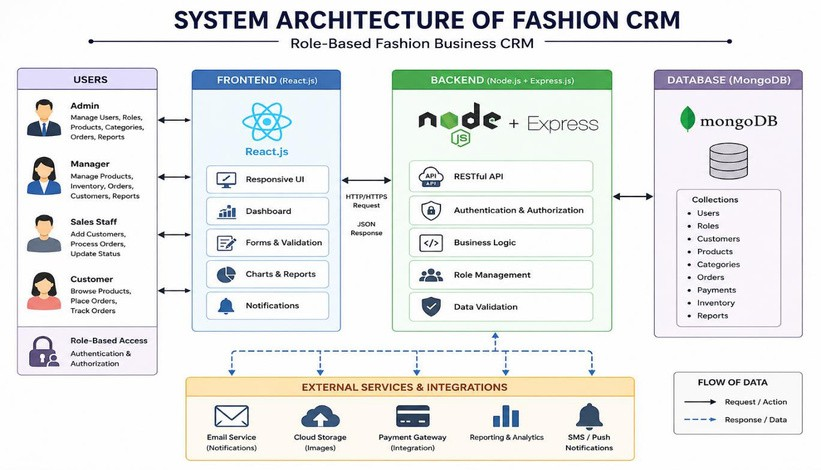 SYSTEM ARCHITECTURE OF FASHION CRM
Role-Based Fashion Business CRM
USERS
Admin
Manage Users, Roles,
Products, Categories,
Orders, Reports
Manager
Manage Products,
Inventory, Orders,
Customers, Reports
Sales Staff
Add Customers,
Process Orders,
Update Status
Customer
Browse Products,
Place Orders,
Track Orders
Role-Based Access
Authentication &
Authorization
FRONTEND (React.js)
React.js
Responsive UI
Dashboard
Forms & Validation
Charts & Reports
Notifications
HTTP/HTTPS
Request
JSON
Response
BACKEND (Node.js + Express.js)
node JS + Express
API
API
RESTful API
Authentication & Authorization
</> Business Logic
Role Management
Data Validation
DATABASE (MongoDB)
mongoDB
Collections
• Users
• Roles
• Customers
• Products
• Categories
• Orders
• Payments
• Inventory
• Reports
EXTERNAL SERVICES & INTEGRATIONS
Email Service
(Notifications)
Cloud Storage
(Images)
Payment Gateway
(Integration)
Reporting & Analytics
SMS / Push
Notifications
FLOW OF DATA
Request / Action
Response / Data